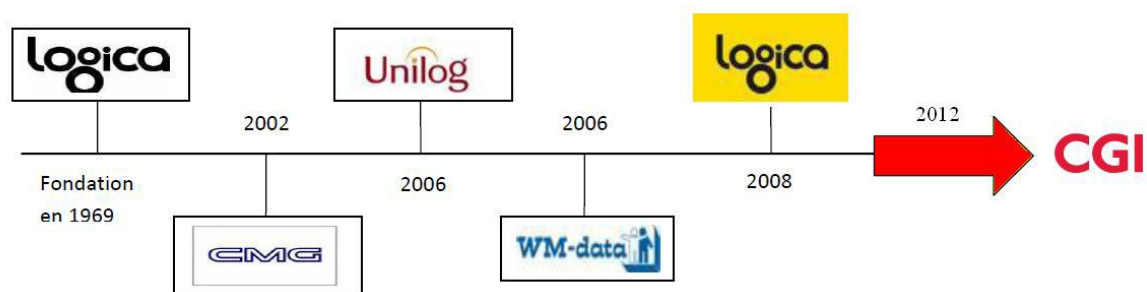 logica
Unilog
logica
2002
2006
2012
CGI
Fondation
en 1969
2006
2008
CMG
WM-data